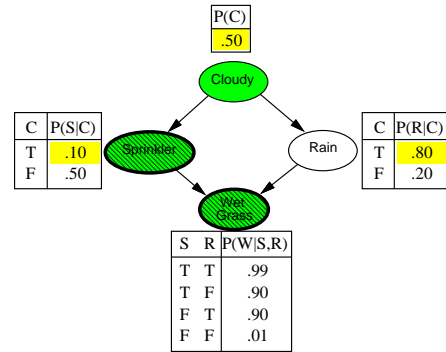 P(C)
.50
Cloudy
C P(S|C)
T .10
F .50
Sprinkler
Rain
C P(R|C)
T .80
F .20
Wet
Grass
S R P(W|S,R)
T T .99
T F .90
F T .90
F F .01